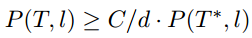 P(T, l) ≥ C/d · P(T*, l)